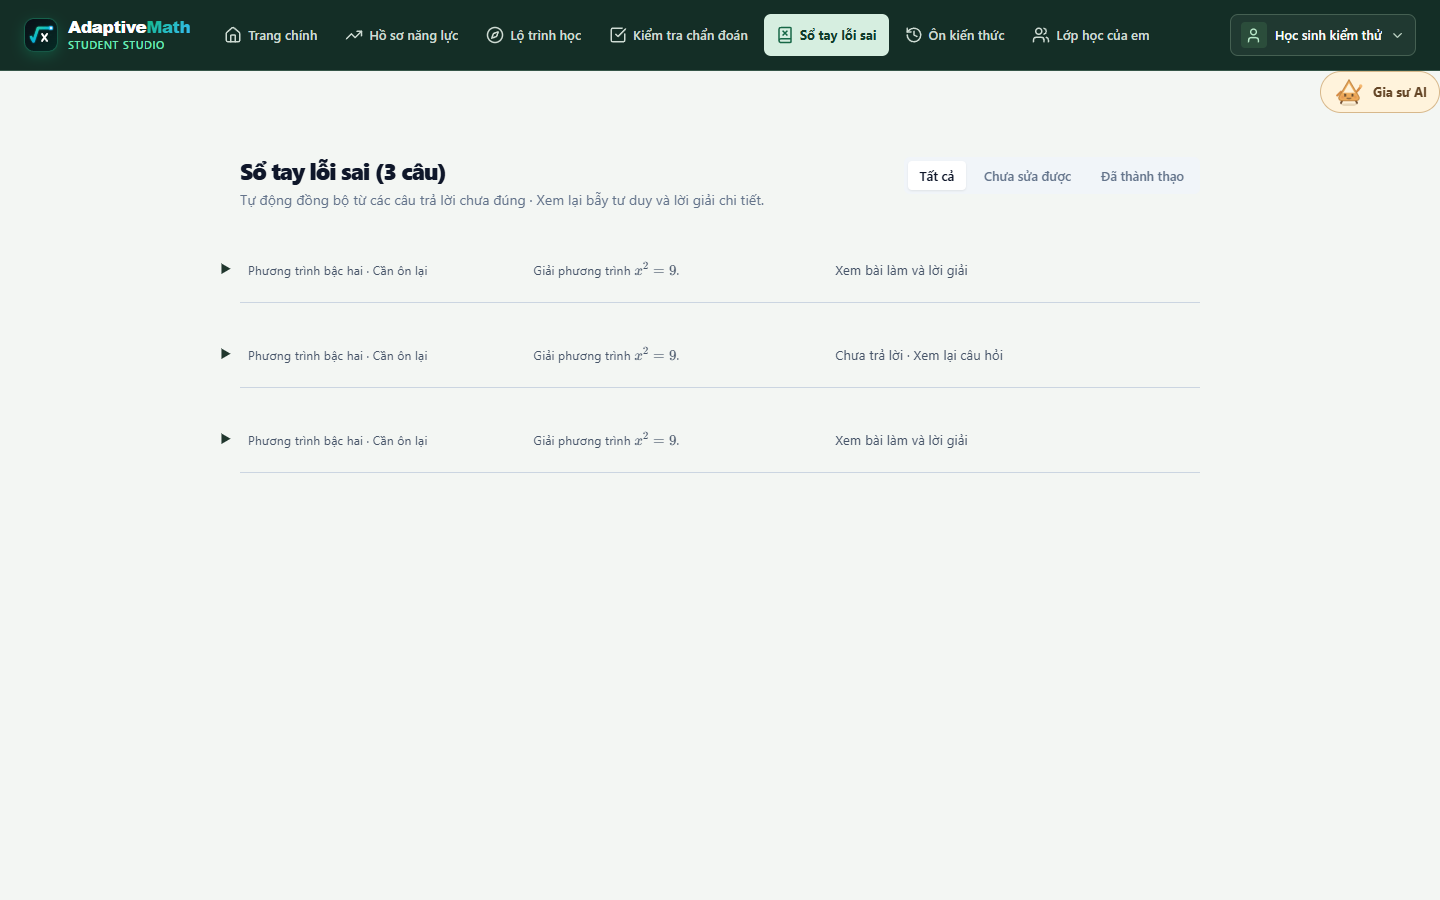 AdaptiveMath
STUDENT STUDIO
Trang chính
Hồ sơ năng lực
Lộ trình học
Kiểm tra chẩn đoán
Sổ tay lỗi sai
Ôn kiến thức
Lớp học của em
Học sinh kiểm thử
Gia sư AI
Sổ tay lỗi sai (3 câu)
Tự động đồng bộ từ các câu trả lời chưa đúng · Xem lại bẫy tư duy và lời giải chi tiết.
Tất cả
Chưa sửa được
Đã thành thạo
Phương trình bậc hai · Cần ôn lại
Giải phương trình x² = 9.
Xem bài làm và lời giải
Phương trình bậc hai · Cần ôn lại
Giải phương trình x² = 9.
Chưa trả lời · Xem lại câu hỏi
Phương trình bậc hai · Cần ôn lại
Giải phương trình x² = 9.
Xem bài làm và lời giải